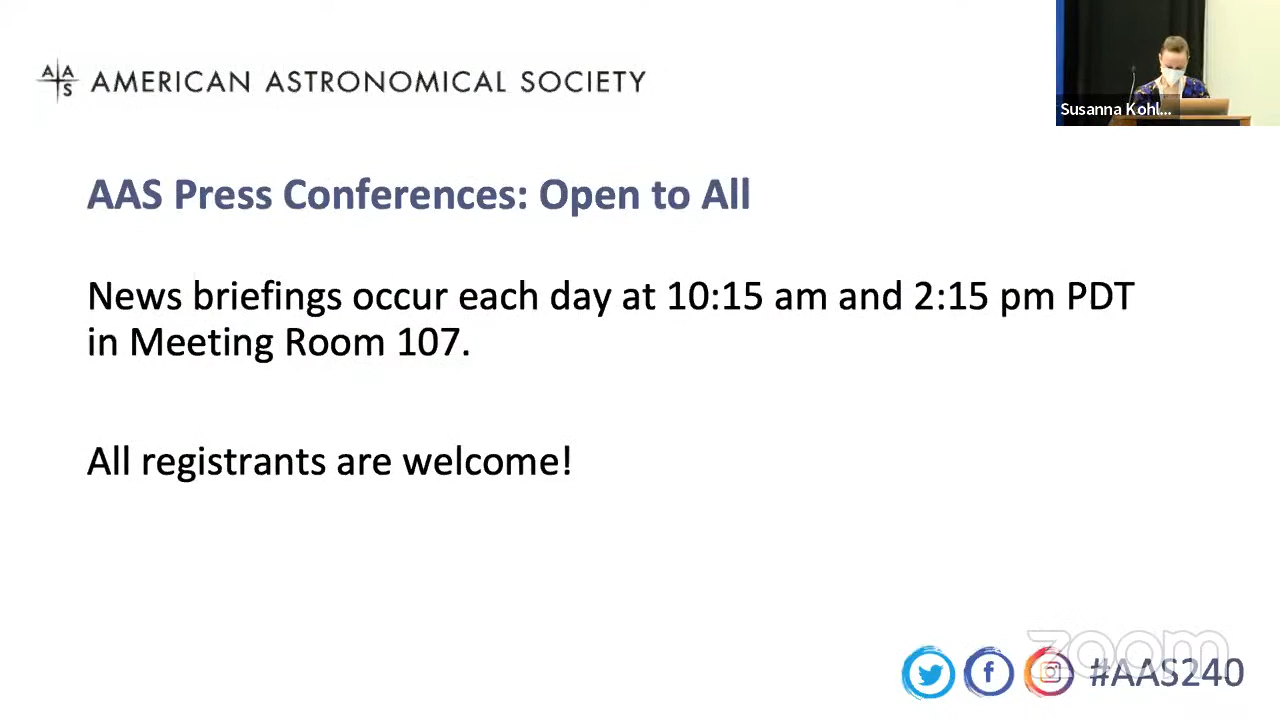 AAS AMERICAN ASTRONOMICAL SOCIETY
Susanna Kohl...
AAS Press Conferences: Open to All
News briefings occur each day at 10:15 am and 2:15 pm PDT
in Meeting Room 107.
All registrants are welcome!
zoom
#AAS240